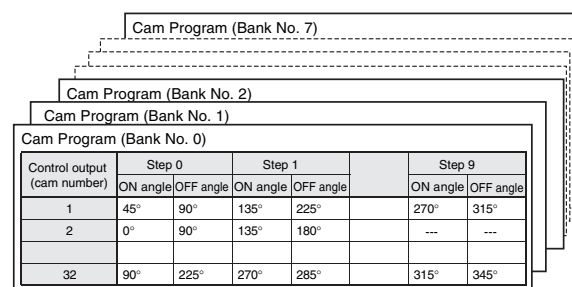 Cam Program (Bank No. 7)
Cam Program (Bank No. 2)
Cam Program (Bank No. 1)
Cam Program (Bank No. 0)
Control output (cam number) Step 0 Step 1 Step 9
ON angle OFF angle ON angle OFF angle ON angle OFF angle
1 45° 90° 135° 225° 270° 315°
2 0° 90° 135° 180° --- ---
32 90° 225° 270° 285° 315° 345°